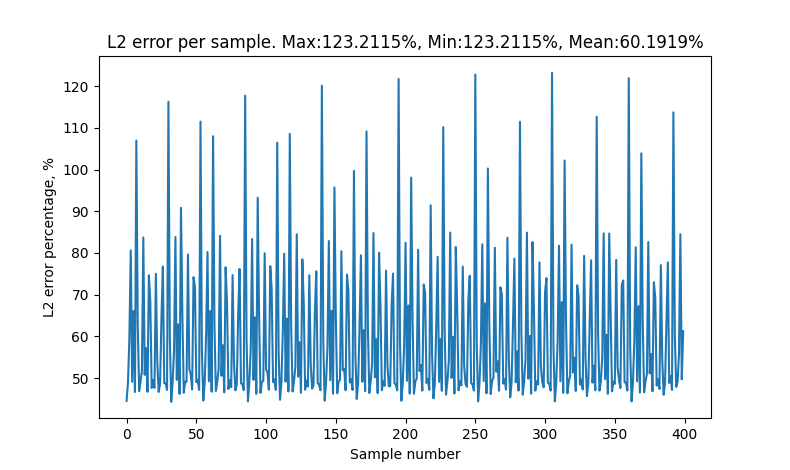 L2 error per sample. Max:123.2115%, Min:123.2115%, Mean:60.1919%
120
110
100
90
80
70
60
50
L2 error percentage, %
0 50 100 150 200 250 300 350 400
Sample number